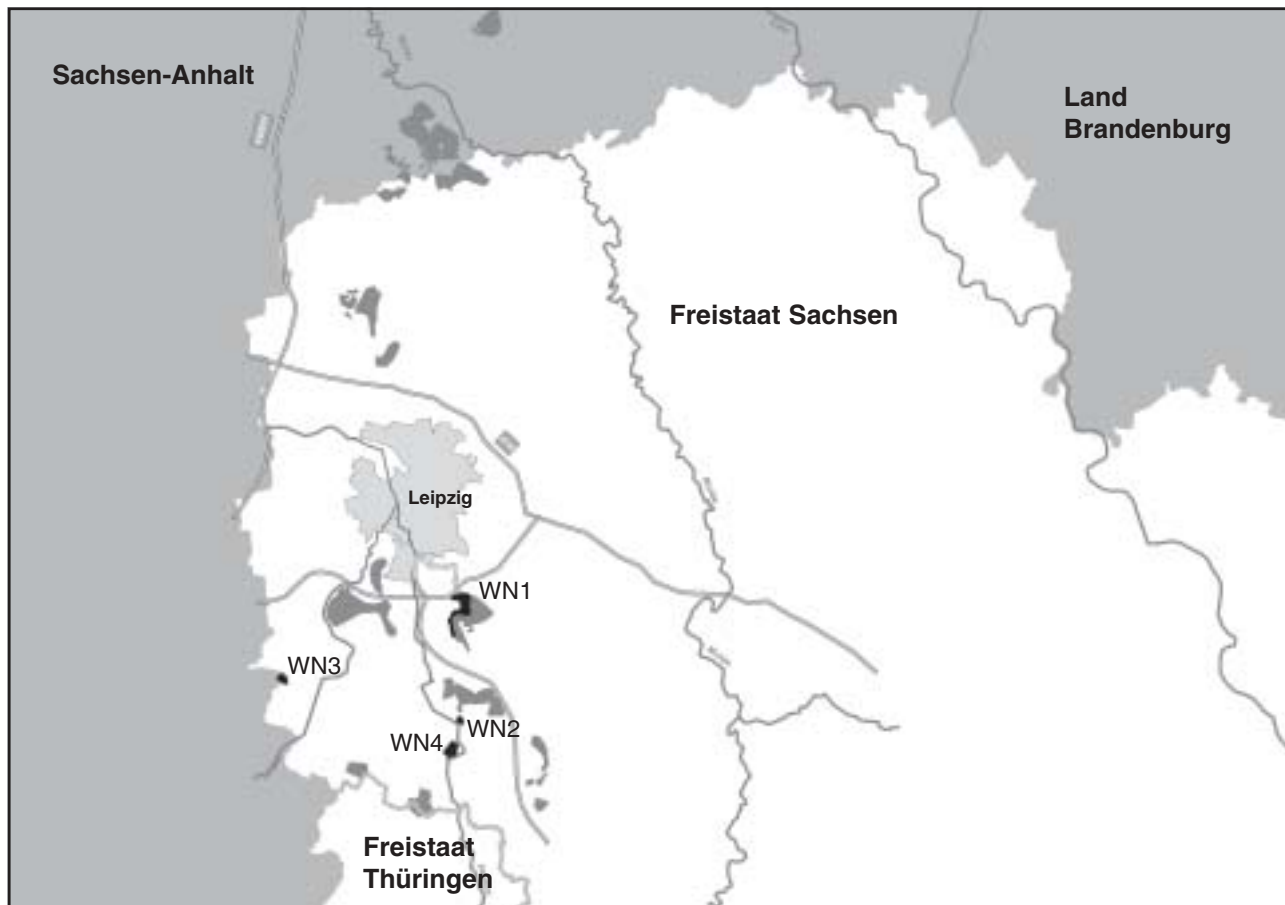 Sachsen-Anhalt
Land
Brandenburg
Freistaat Sachsen
Leipzig
WN1
WN3
WN2
WN4
Freistaat
Thüringen